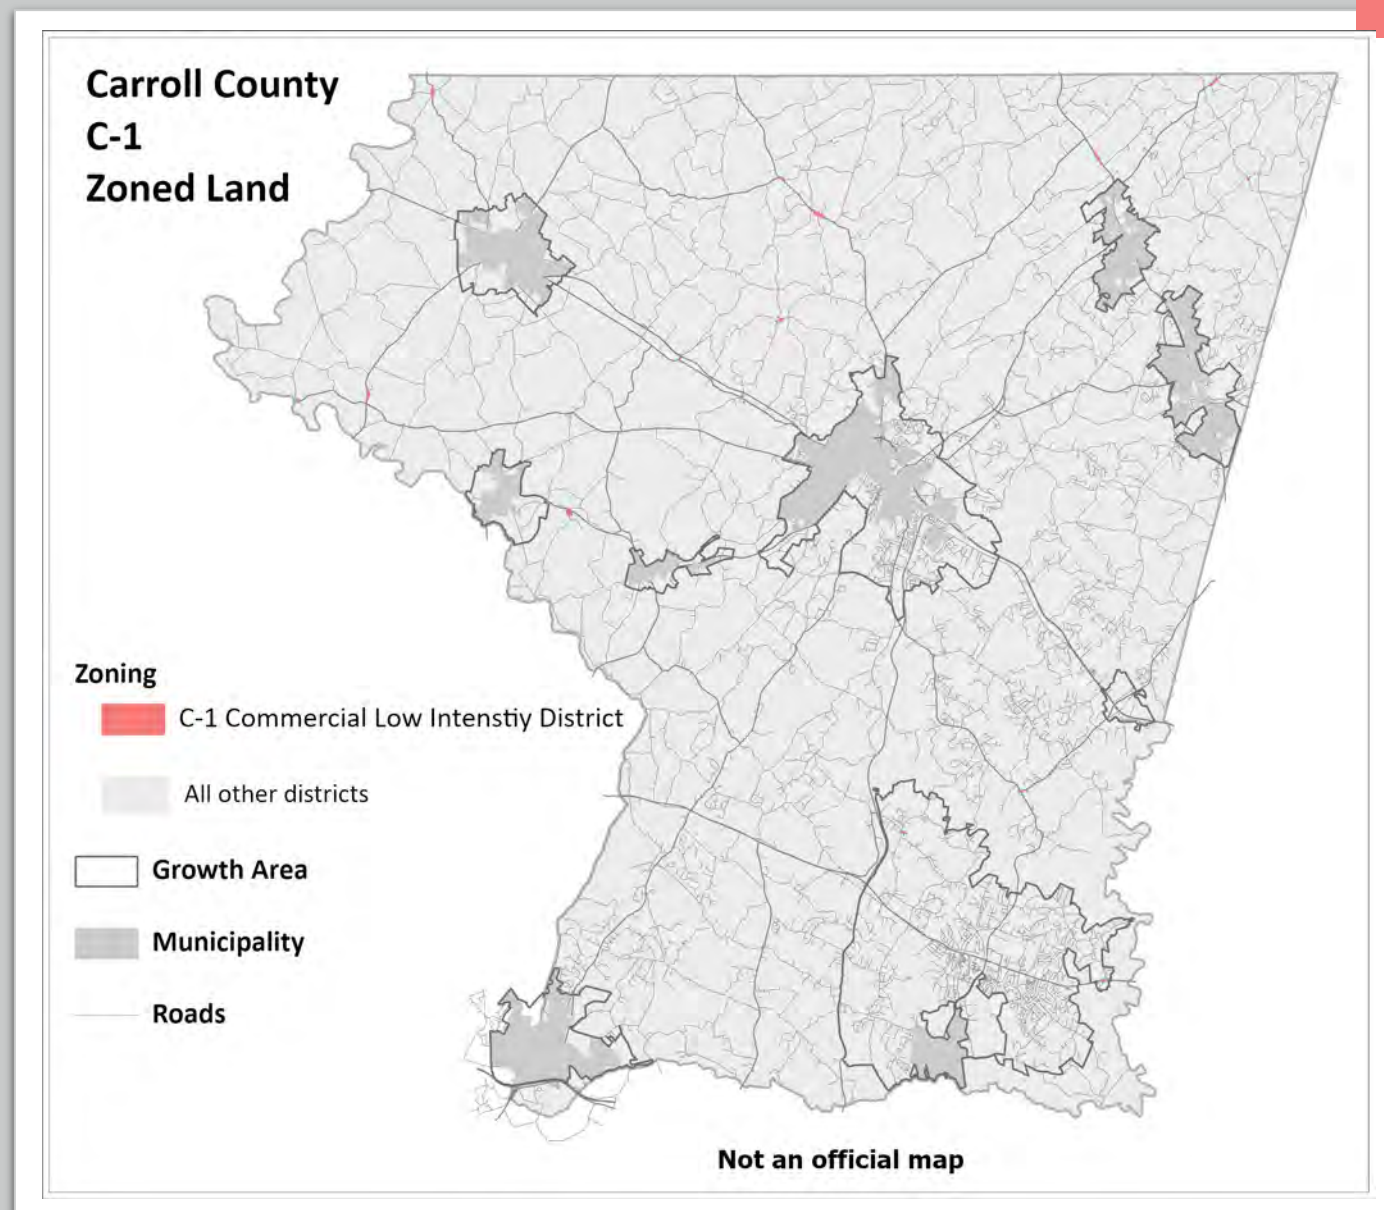 Carroll County
C-1
Zoned Land
Zoning
C-1 Commercial Low Intenstiy District
All other districts
Growth Area
Municipality
Roads
Not an official map